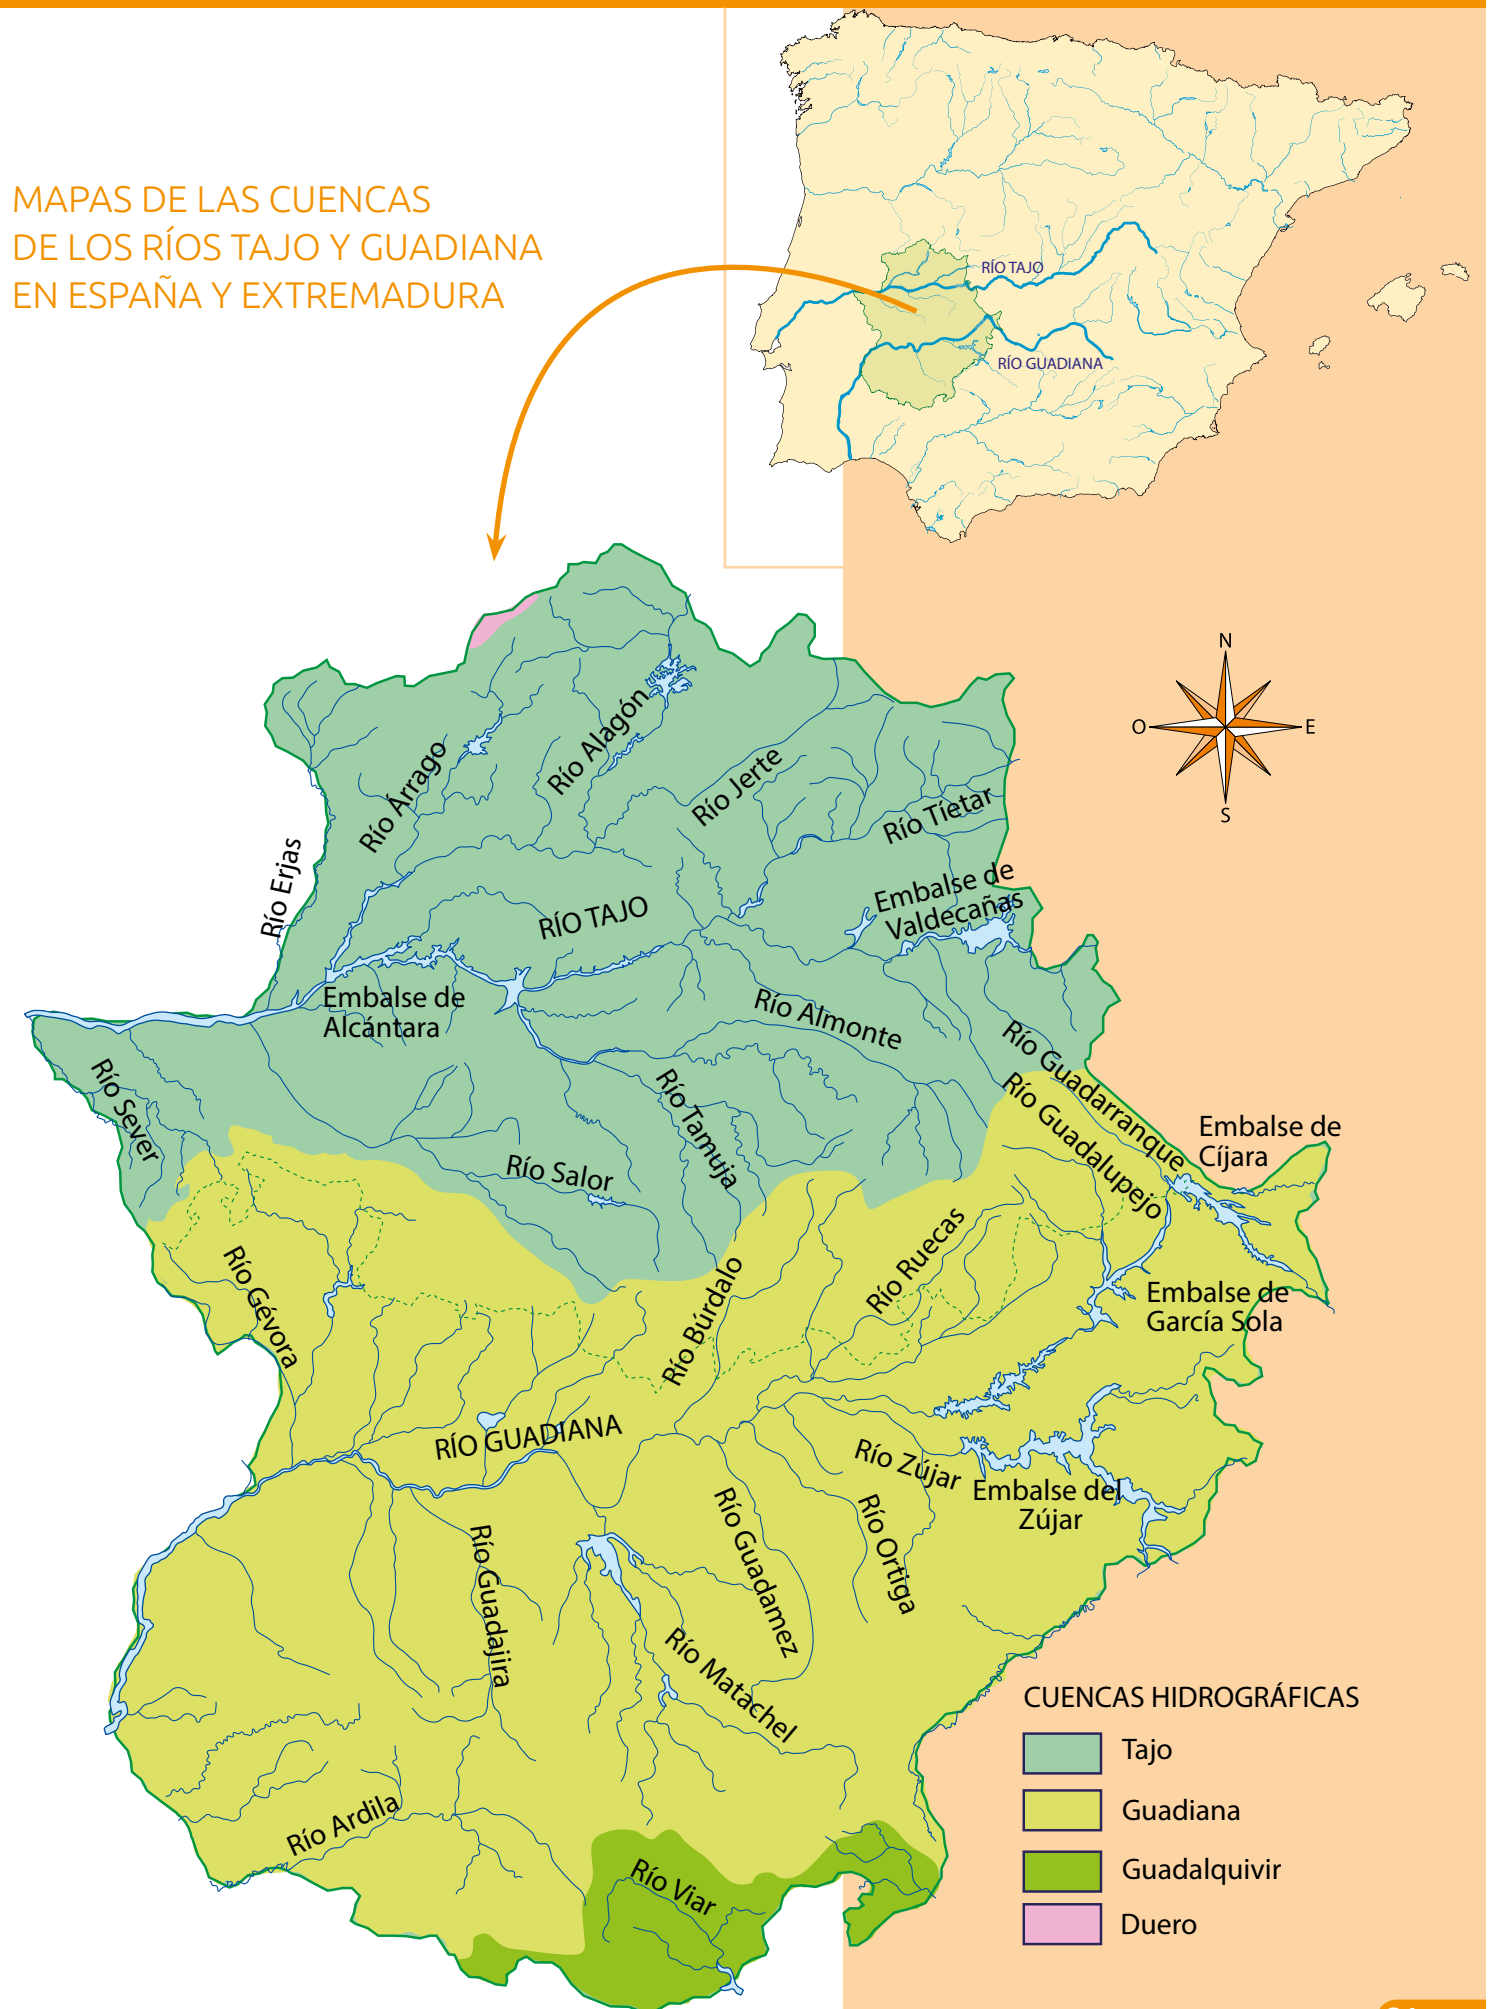 MAPAS DE LAS CUENCAS
DE LOS RÍOS TAJO Y GUADIANA
EN ESPAÑA Y EXTREMADURA
RÍO TAJO
RÍO GUADIANA
N
O
E
S
Río Árrago
Río Alagón
Río Jerte
Río Tíetar
Río Erjas
RÍO TAJO
Embalse de
Valdecañas
Embalse de
Alcántara
Río Almonte
Río Guadarranque
Río Guadalupejo
Río Sever
Río Tamuja
Río Salor
Embalse de
Cíjara
Río Gévora
Río Búrdalo
Río Ruecas
Embalse de
García Sola
RÍO GUADIANA
Río Zújar
Embalse del
Zújar
Río Guadajira
Río Guadamez
Río Ortiga
Río Matachel
Río Ardila
Río Viar
CUENCAS HIDROGRÁFICAS
Tajo
Guadiana
Guadalquivir
Duero